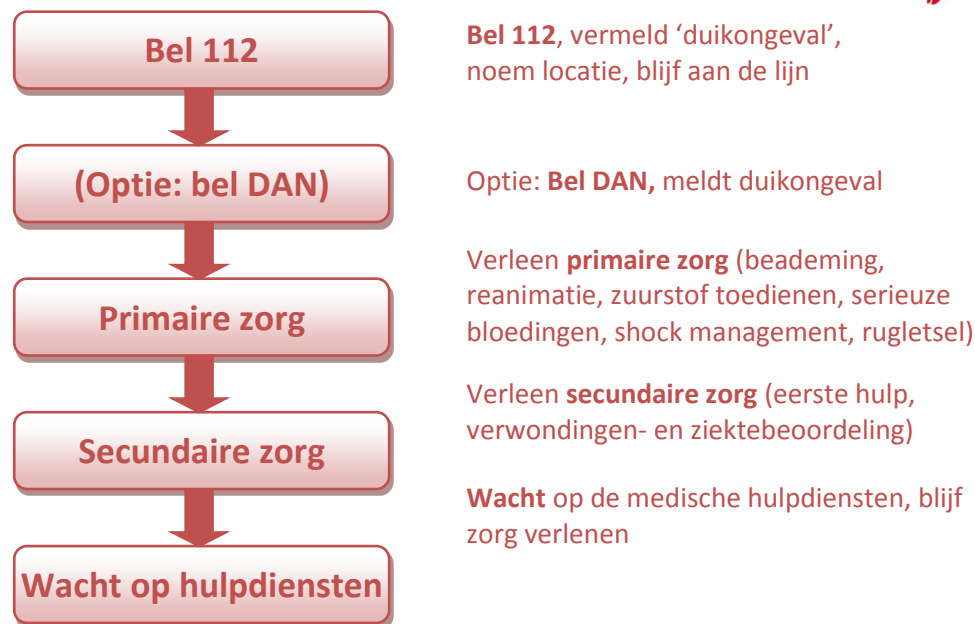 Bel 112
Bel 112, vermeld ‘duikongeval’,
noem locatie, blijf aan de lijn
(Optie: bel DAN)
Optie: Bel DAN, meldt duikongeval
Primaire zorg
Verleen primaire zorg (beademing,
reanimatie, zuurstof toedienen, serieuze
bloedingen, shock management, rugletsel)
Secundaire zorg
Verleen secundaire zorg (eerste hulp,
verwondingen- en ziektebeoordeling)
Wacht op hulpdiensten
Wacht op de medische hulpdiensten, blijf
zorg verlenen